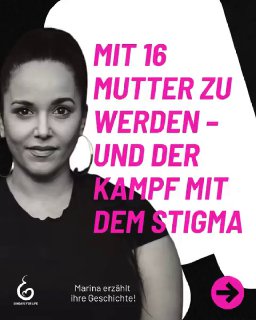 MIT 16
MUTTER ZU
WERDEN –
UND DER
KAMPF MIT
DEM STIGMA
Marina erzählt
ihre Geschichte!